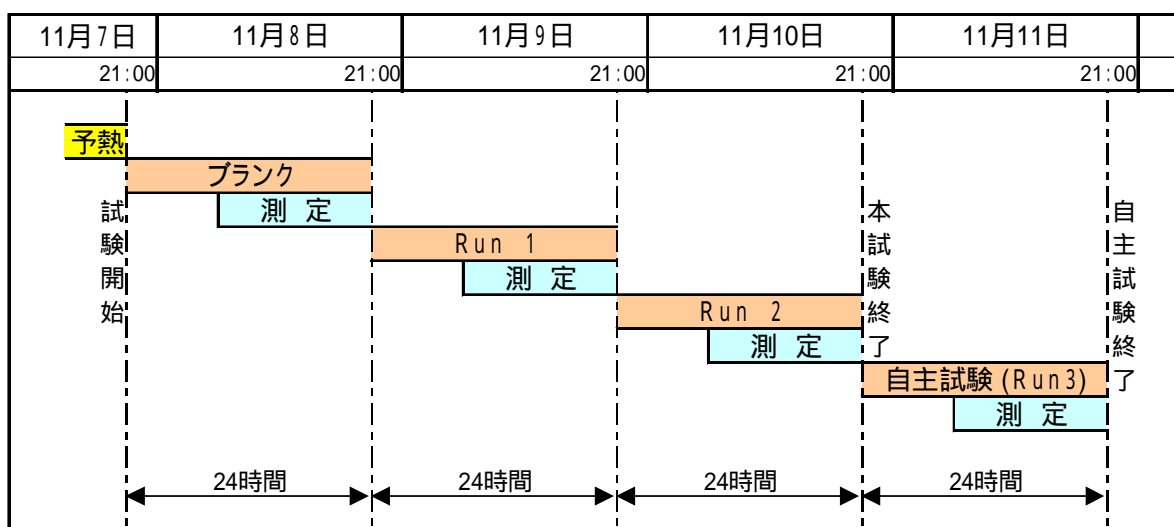 11月7日 11月8日 11月9日 11月10日 11月11日
21:00 21:00 21:00 21:00 21:00
予熱
ブランク
測 定
Run 1
測 定
Run 2
測 定
自主試験(Run3)
測 定
試験開始
本試験終了
自主試験終了
24時間 24時間 24時間 24時間